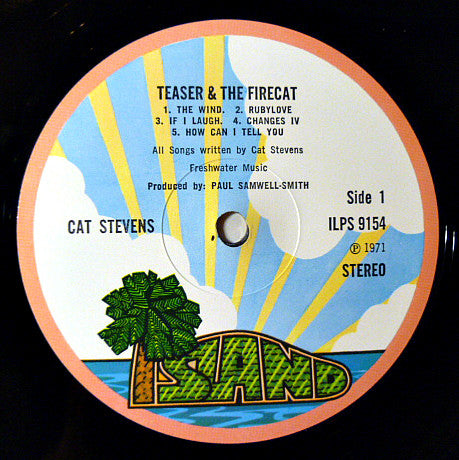 TEASER & THE FIRECAT
1. THE WIND. 2. RUBYLOVE
3. IF I LAUGH. 4. CHANGES IV
5. HOW CAN I TELL YOU
All Songs written by Cat Stevens
Freshwater Music
Produced by: PAUL SAMWELL-SMITH
Side 1
CAT STEVENS
ILPS 9154
Ⓟ 1971
STEREO
ISLAND